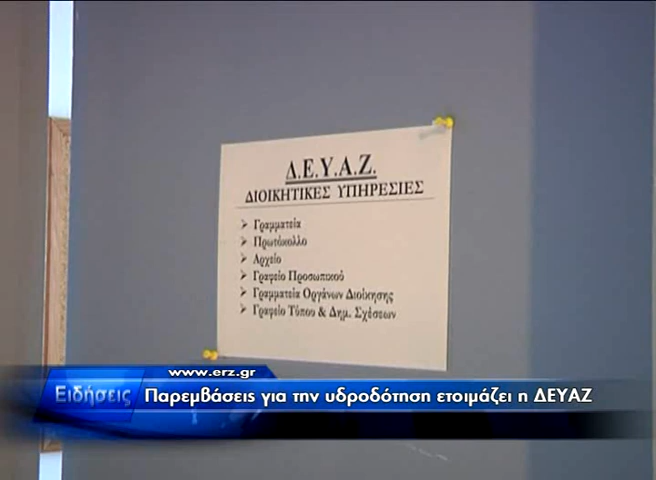 Δ.Ε.Υ.Α.Ζ.
ΔΙΟΙΚΗΤΙΚΕΣ ΥΠΗΡΕΣΙΕΣ
➢ Γραμματεία
➢ Πρωτόκολλο
➢ Αρχείο
➢ Γραφείο Προσωπικού
➢ Γραμματεία Οργάνων Διοίκησης
➢ Γραφείο Τύπου & Δημ. Σχέσεων
www.erz.gr
Ειδήσεις
Παρεμβάσεις για την υδροδότηση ετοιμάζει η ΔΕΥΑΖ